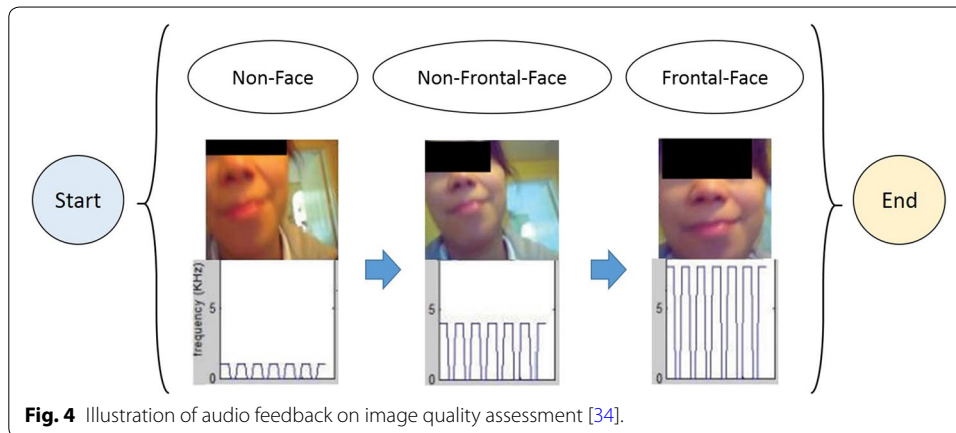 Non-Face
Non-Frontal-Face
Frontal-Face
Start
End
frequency (KHz)
5
0
5
0
5
0
Fig. 4 Illustration of audio feedback on image quality assessment [34].